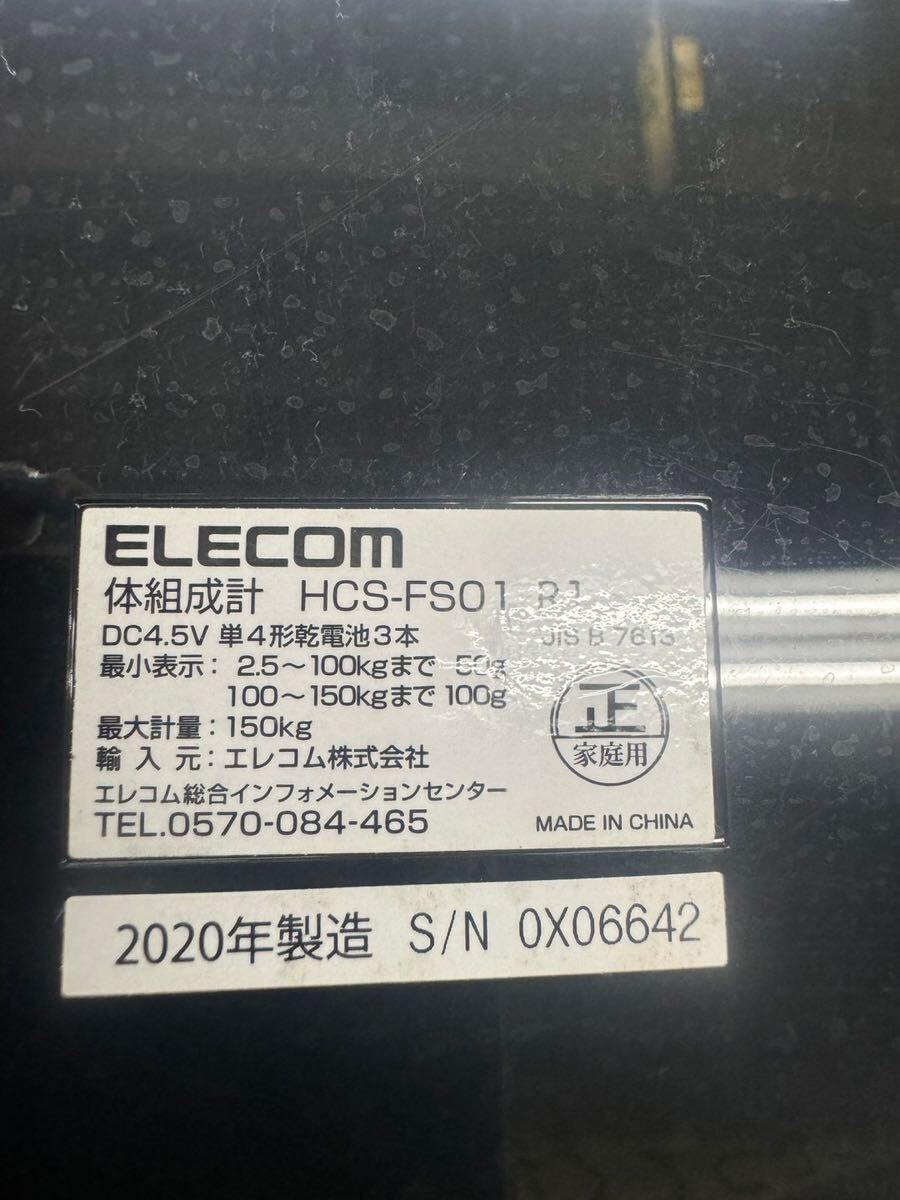 ELECOM
体組成計 HCS-FS01 R1
DC4.5V 単4形乾電池3本 JIS B 7613
最小表示：2.5～100kgまで 50g
100～150kgまで 100g
最大計量：150kg
正
家庭用
輸入元：エレコム株式会社
エレコム総合インフォメーションセンター
TEL.0570-084-465
MADE IN CHINA
2020年製造 S/N 0X06642